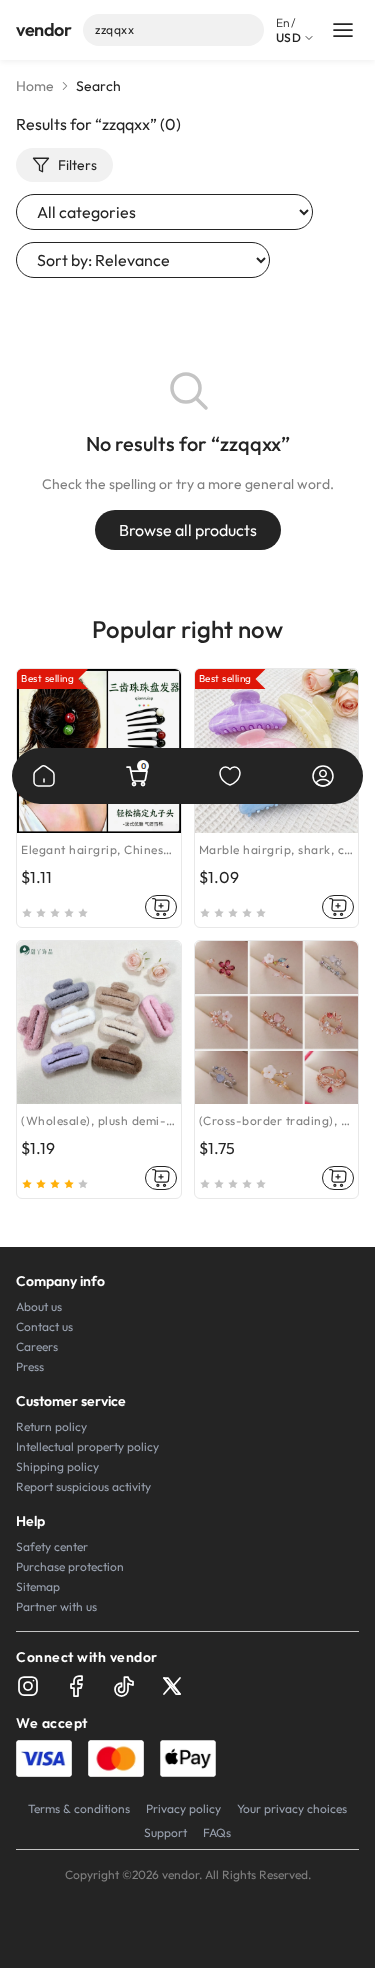 vendor
zzqqxx
En/
USD
Home
Search
Results for “zzqqxx” (0)
Filters
All categories
Sort by: Relevance
No results for “zzqqxx”
Check the spelling or try a more general word.
Browse all products
Popular right now
Best selling
三齿珠珠盘发器
轻松搞定丸子头
Best selling
0
Elegant hairgrip, Chines…
$1.11
Marble hairgrip, shark, c…
$1.09
(Wholesale), plush demi-…
$1.19
(Cross-border trading), …
$1.75
Company info
About us
Contact us
Careers
Press
Customer service
Return policy
Intellectual property policy
Shipping policy
Report suspicious activity
Help
Safety center
Purchase protection
Sitemap
Partner with us
Connect with vendor
We accept
VISA
Pay
Terms & conditions
Privacy policy
Your privacy choices
Support
FAQs
Copyright ©2026 vendor. All Rights Reserved.